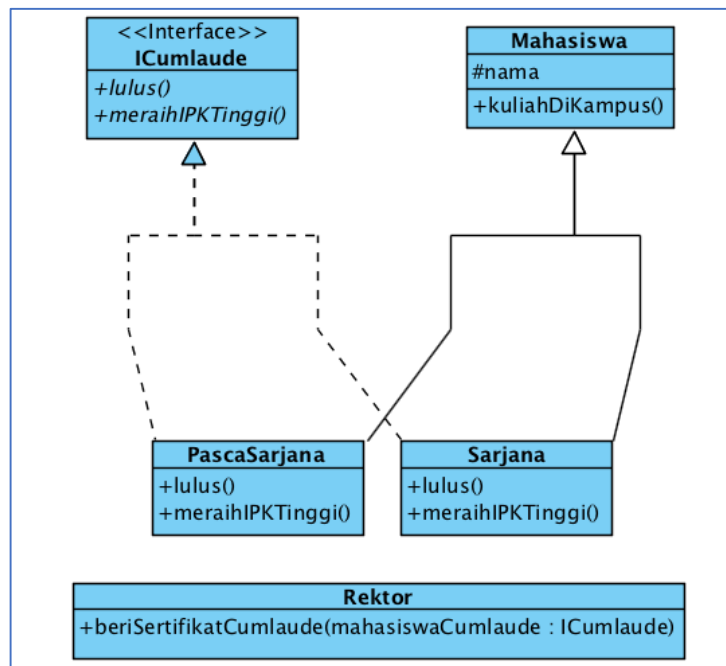 <<Interface>>
ICumlaude
+lulus()
+meraihIPKTinggi()
Mahasiswa
#nama
+kuliahDiKampus()
PascaSarjana
+lulus()
+meraihIPKTinggi()
Sarjana
+lulus()
+meraihIPKTinggi()
Rektor
+beriSertifikatCumlaude(mahasiswaCumlaude : ICumlaude)